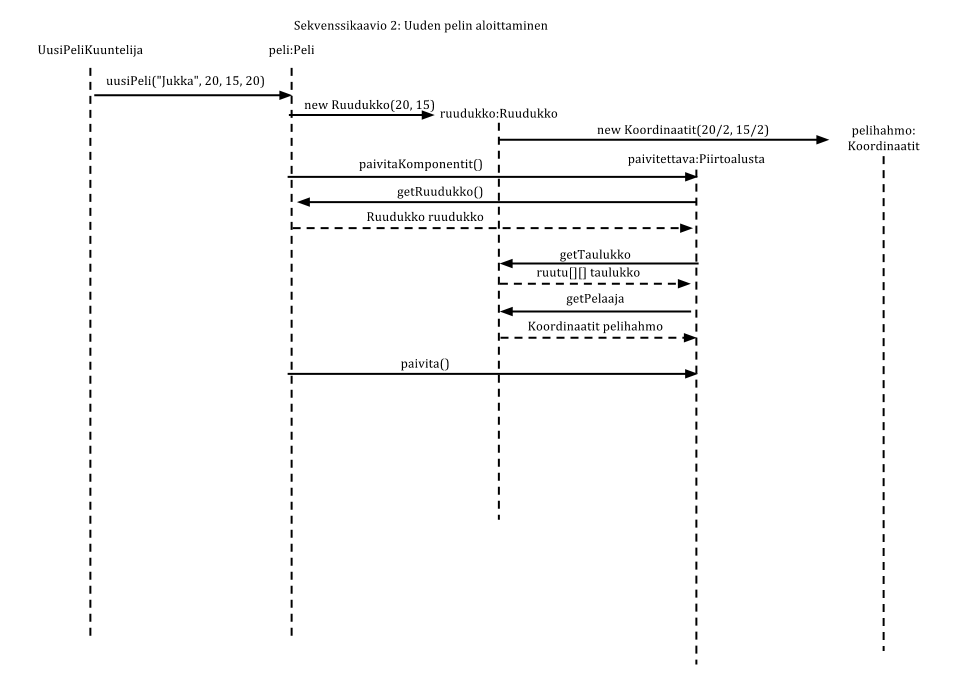 Sekvenssikaavio 2: Uuden pelin aloittaminen
UusiPeliKuuntelija
peli:Peli
uusiPeli("Jukka", 20, 15, 20)
new Ruudukko(20, 15)
ruudukko:Ruudukko
new Koordinaatit(20/2, 15/2)
pelihahmo:
Koordinaatit
paivitaKomponentit()
paivitettava:Piirtoalusta
getRuudukko()
Ruudukko ruudukko
getTaulukko
ruutu[][] taulukko
getPelaaja
Koordinaatit pelihahmo
paivita()